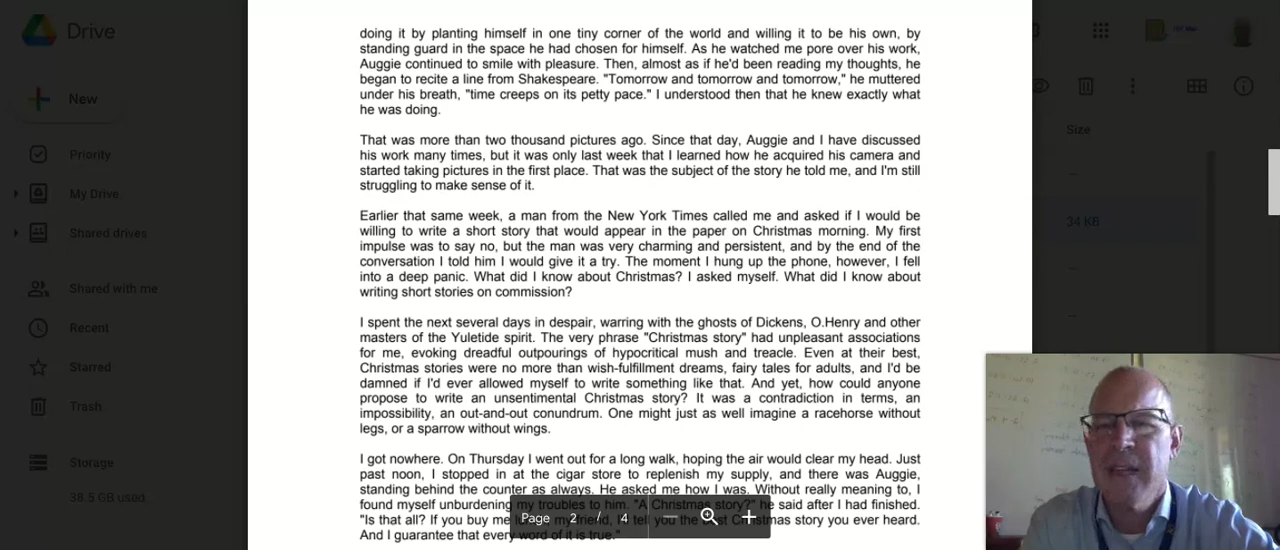 Drive
New
Priority
My Drive
Shared drives
Shared with me
Recent
Starred
Trash
Storage
38.5 GB used
doing it by planting himself in one tiny corner of the world and willing it to be his own, by
standing guard in the space he had chosen for himself. As he watched me pore over his work,
Auggie continued to smile with pleasure. Then, almost as if he'd been reading my thoughts, he
began to recite a line from Shakespeare. "Tomorrow and tomorrow and tomorrow," he muttered
under his breath, "time creeps on its petty pace." I understood then that he knew exactly what
he was doing.
That was more than two thousand pictures ago. Since that day, Auggie and I have discussed
his work many times, but it was only last week that I learned how he acquired his camera and
started taking pictures in the first place. That was the subject of the story he told me, and I'm still
struggling to make sense of it.
Earlier that same week, a man from the New York Times called me and asked if I would be
willing to write a short story that would appear in the paper on Christmas morning. My first
impulse was to say no, but the man was very charming and persistent, and by the end of the
conversation I told him I would give it a try. The moment I hung up the phone, however, I fell
into a deep panic. What did I know about Christmas? I asked myself. What did I know about
writing short stories on commission?
I spent the next several days in despair, warring with the ghosts of Dickens, O.Henry and other
masters of the Yuletide spirit. The very phrase "Christmas story" had unpleasant associations
for me, evoking dreadful outpourings of hypocritical mush and treacle. Even at their best,
Christmas stories were no more than wish-fulfillment dreams, fairy tales for adults, and I'd be
damned if I'd ever allowed myself to write something like that. And yet, how could anyone
propose to write an unsentimental Christmas story? It was a contradiction in terms, an
impossibility, an out-and-out conundrum. One might just as well imagine a racehorse without
legs, or a sparrow without wings.
I got nowhere. On Thursday I went out for a long walk, hoping the air would clear my head. Just
past noon, I stopped in at the cigar store to replenish my supply, and there was Auggie,
standing behind the counter as always. He asked me how I was. Without really meaning to, I
found myself unburdening my troubles to him. "A Christmas story?" he said after I had finished.
"Is that all? If you buy me my friend, I'll tell you the best Christmas story you ever heard.
And I guarantee that every word of it is true."
Page 2 / 4
Size
34 KB